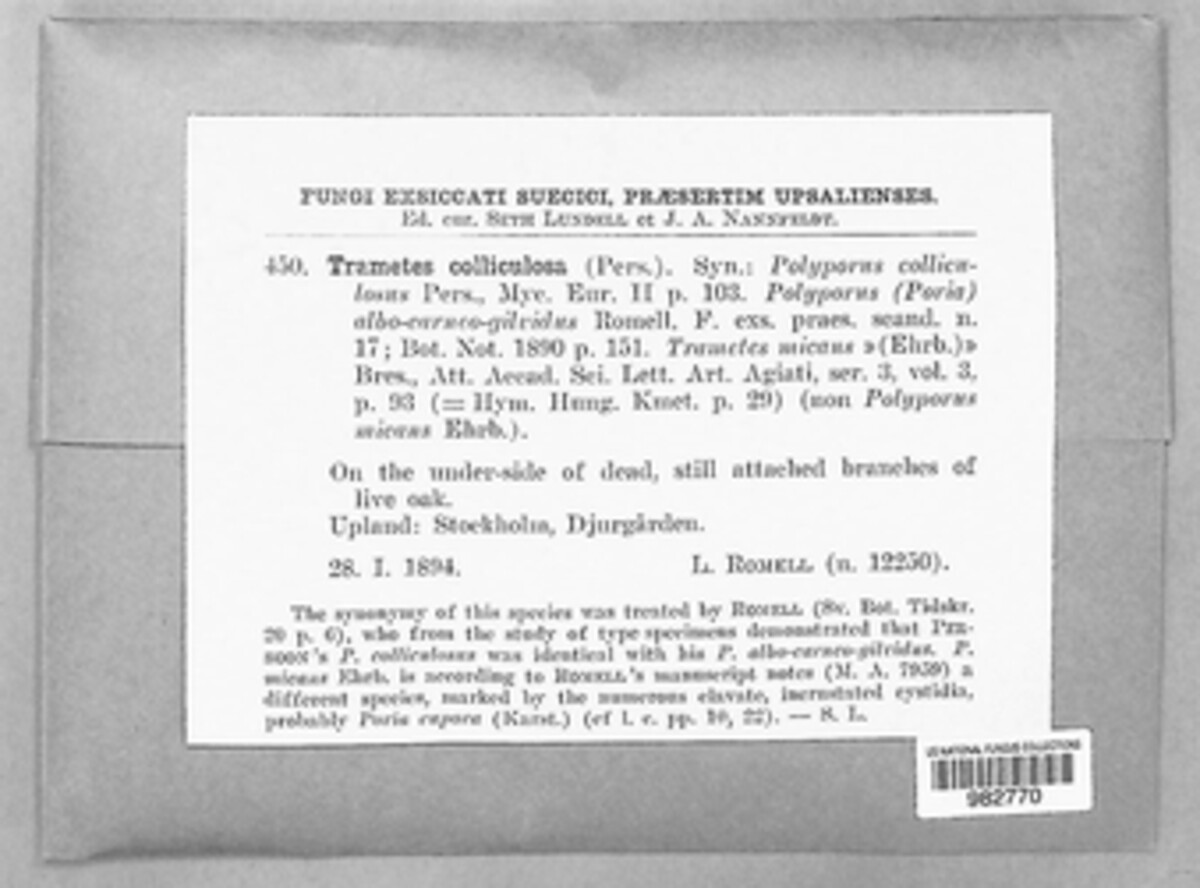 FUNGI EXSICCATI SUECICI, PRÆSERTIM UPSALIENSES.
Ed. cur. SETH LUNDELL et J. A. NANNFELDT.
450. Trametes colliculosa (Pers.). Syn.: Polyporus collicu-
losus Pers., Myc. Eur. II p. 103. Polyporus (Poria)
albo-carneo-gilvidus Romell, F. exs. praes. scand. n.
17; Bot. Not. 1890 p. 151. Trametes micans »(Ehrb.)»
Bres., Att. Accad. Sci. Lett. Art. Agiati, ser. 3, vol. 3,
p. 93 (= Hym. Hung. Kmet. p. 29) (non Polyporus
micans Ehrb.).
On the under-side of dead, still attached branches of
live oak.
Upland: Stockholm, Djurgården.
28. I. 1894. L. ROMELL (n. 12250).
The synonymy of this species was treated by ROMELL (Sv. Bot. Tidskr.
20 p. 6), who from the study of type specimens demonstrated that PER-
SOON's P. colliculosus was identical with his P. albo-carneo-gilvidus. P.
micans Ehrb. is according to ROMELL's manuscript notes (M. A. 7959) a
different species, marked by the numerous clavate, incrustated cystidia,
probably Poria eupora (Karst.) (cf l. c. pp. 10, 22). — S. L.
US NATIONAL FUNGUS COLLECTIONS
982770